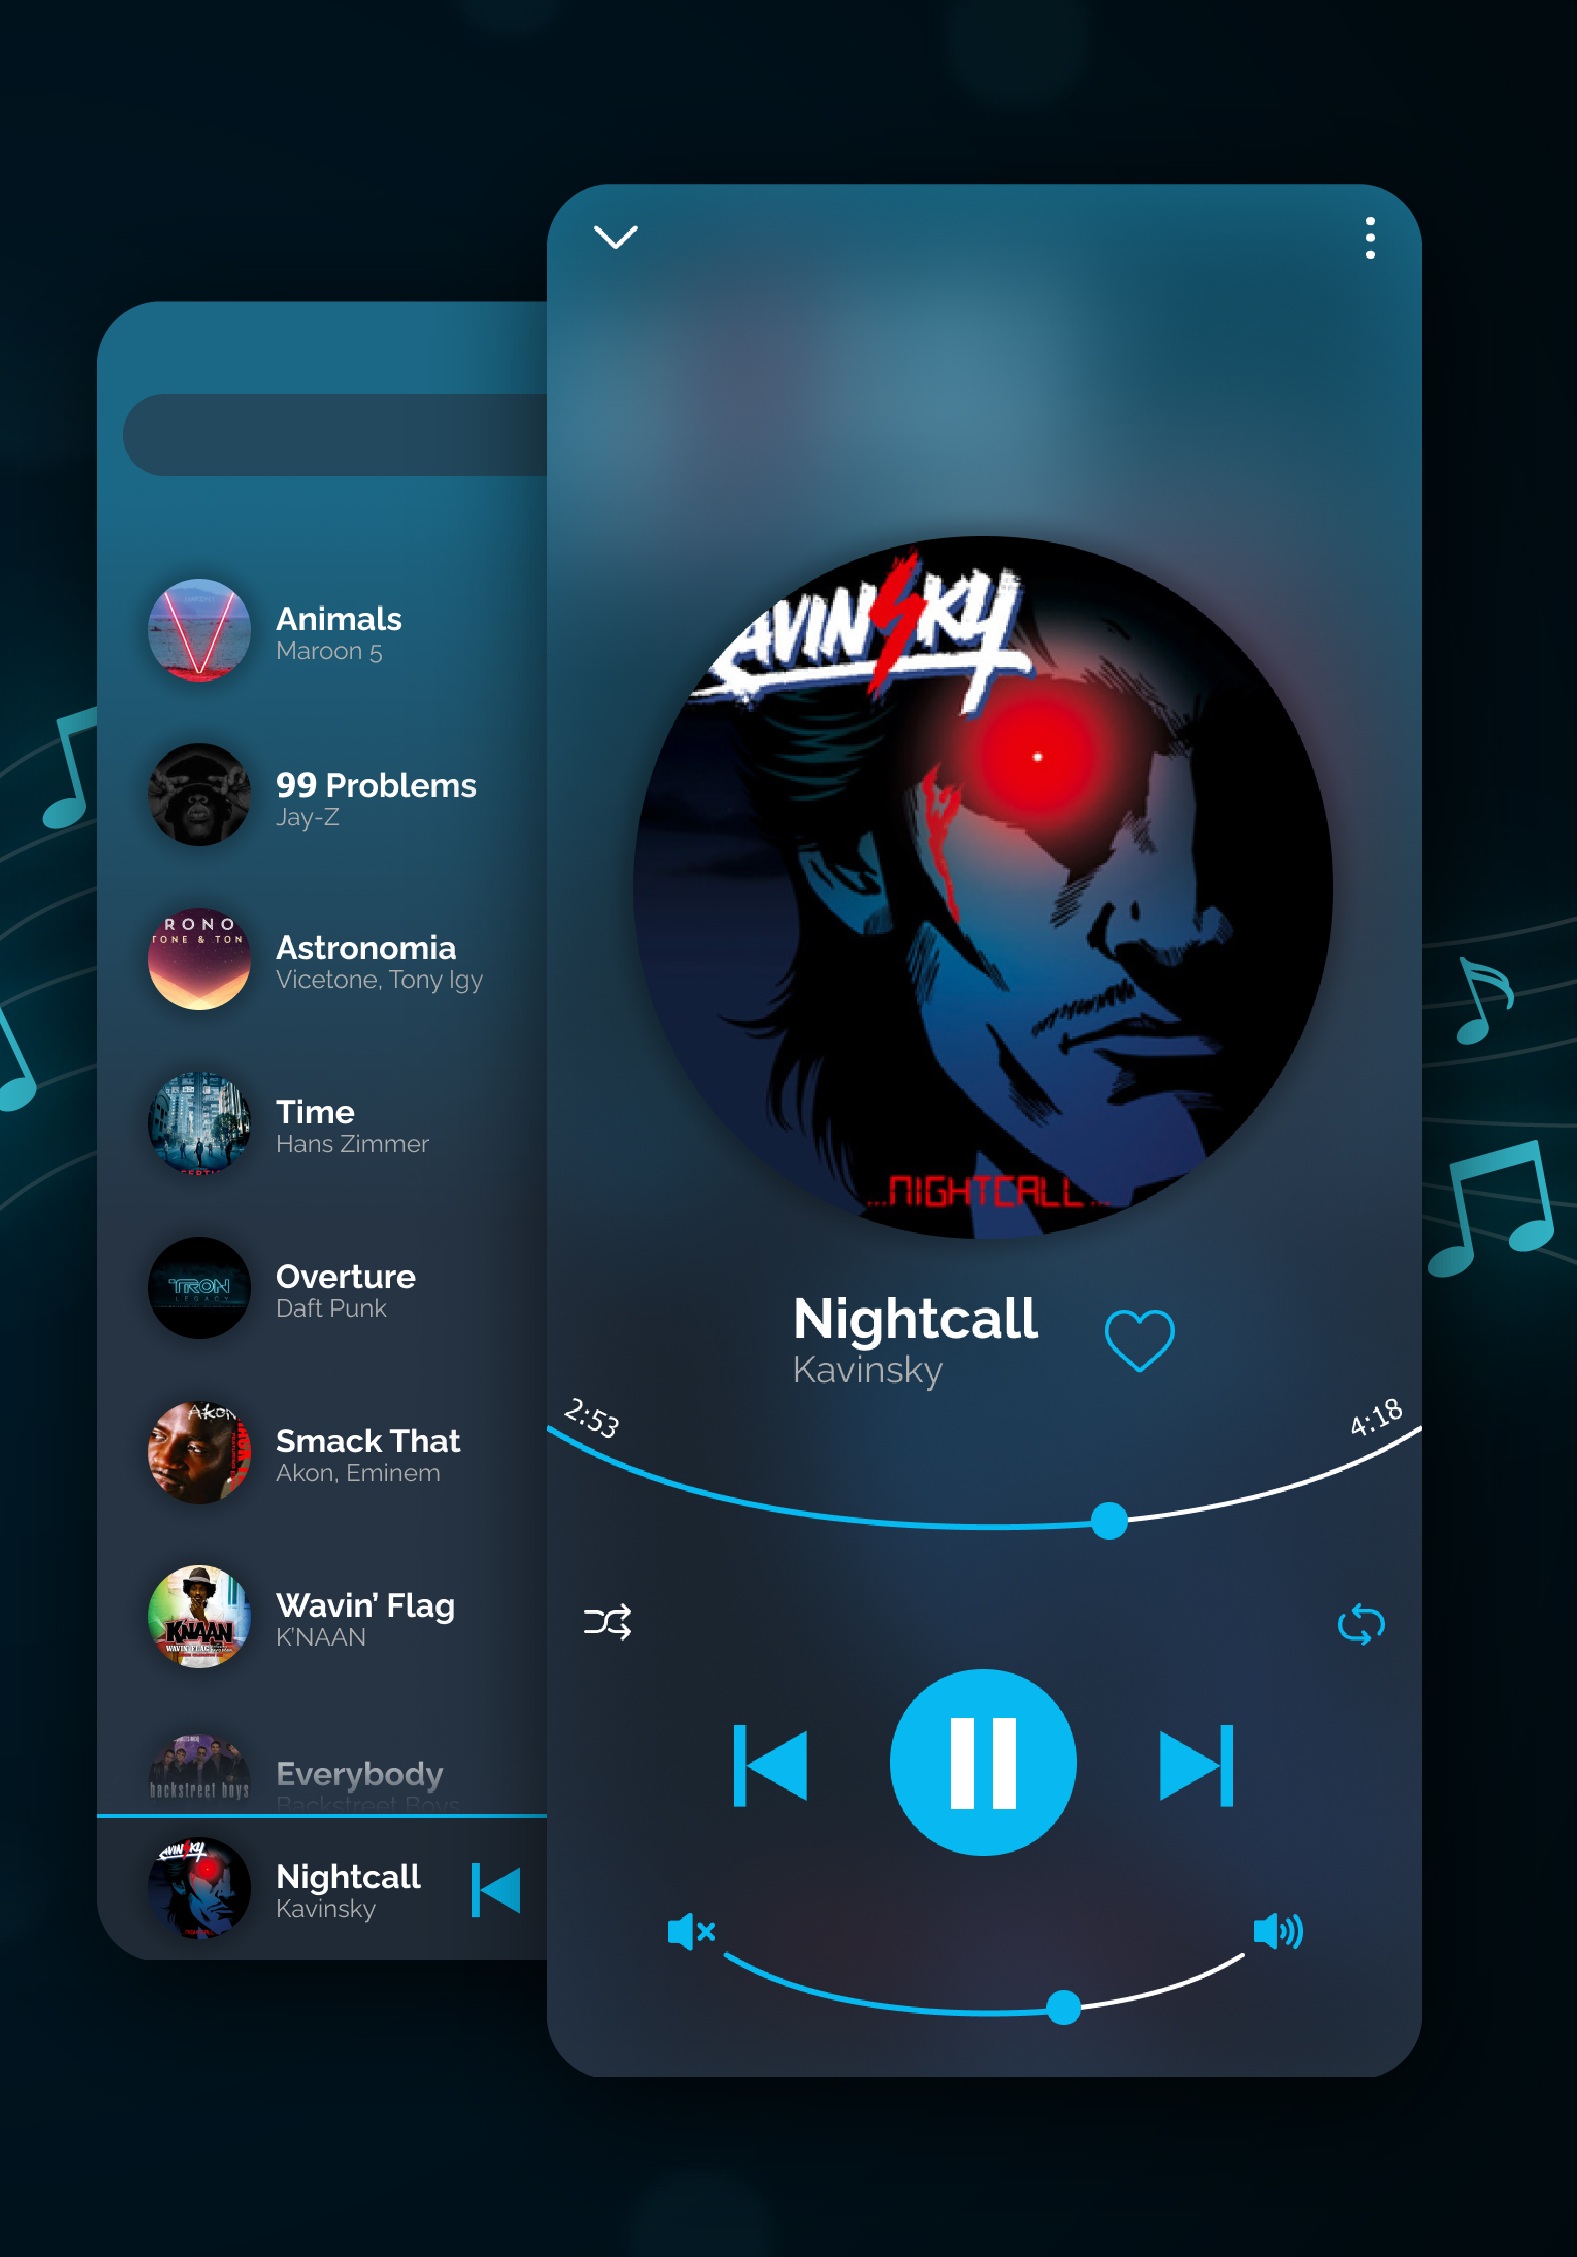 Animals
Maroon 5
99 Problems
Jay-Z
RONO
TONE & TON
Astronomia
Vicetone, Tony Igy
Time
Hans Zimmer
TRON
LEGACY
Overture
Daft Punk
AKON
Smack That
Akon, Eminem
K'NAAN
WAVIN' FLAG
Wavin’ Flag
K’NAAN
backstreet boys
Everybody
Backstreet Boys
AVINSKY
Nightcall
Kavinsky
AVINSKY
...NIGHTCALL...
Nightcall
Kavinsky
2:53
4:18